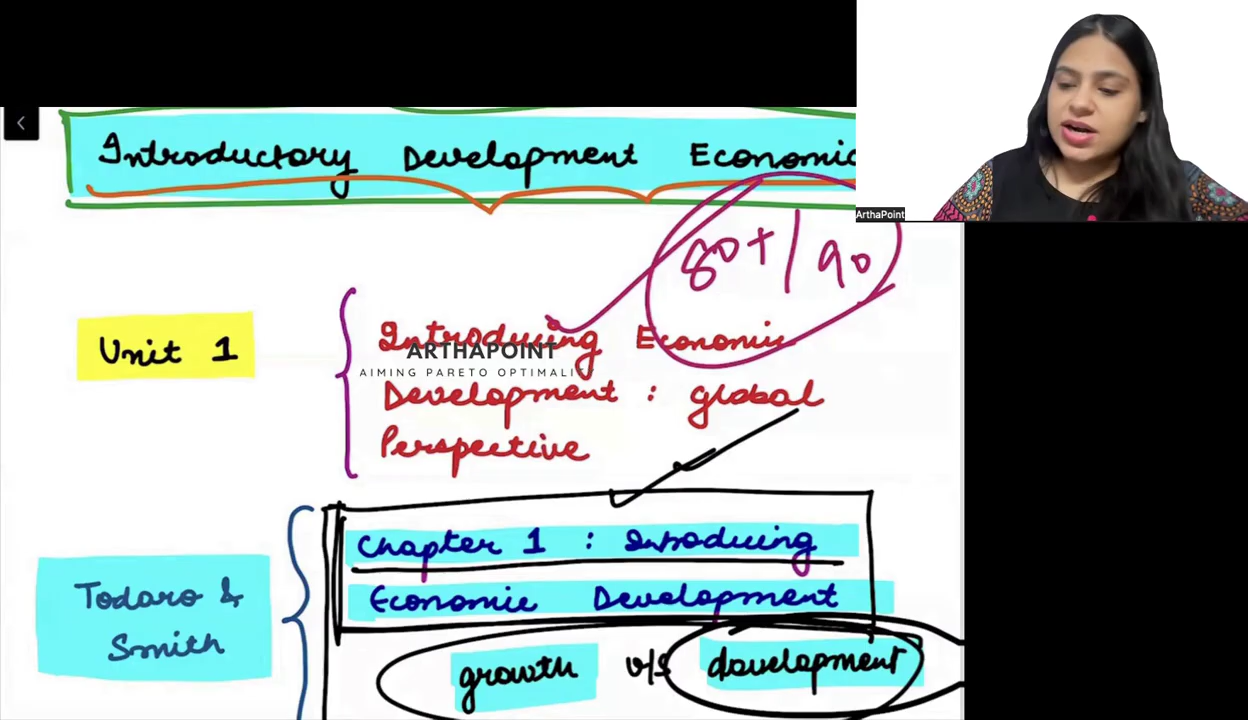 Introductory Development Economic
80+/90
Unit 1
Introducing Economic
ARTHAPOINT
AIMING PARETO OPTIMALITY
Development : global
Perspective
Chapter 1 : Introducing
Economic Development
Todaro &
Smith
growth v/s development
ArthaPoint